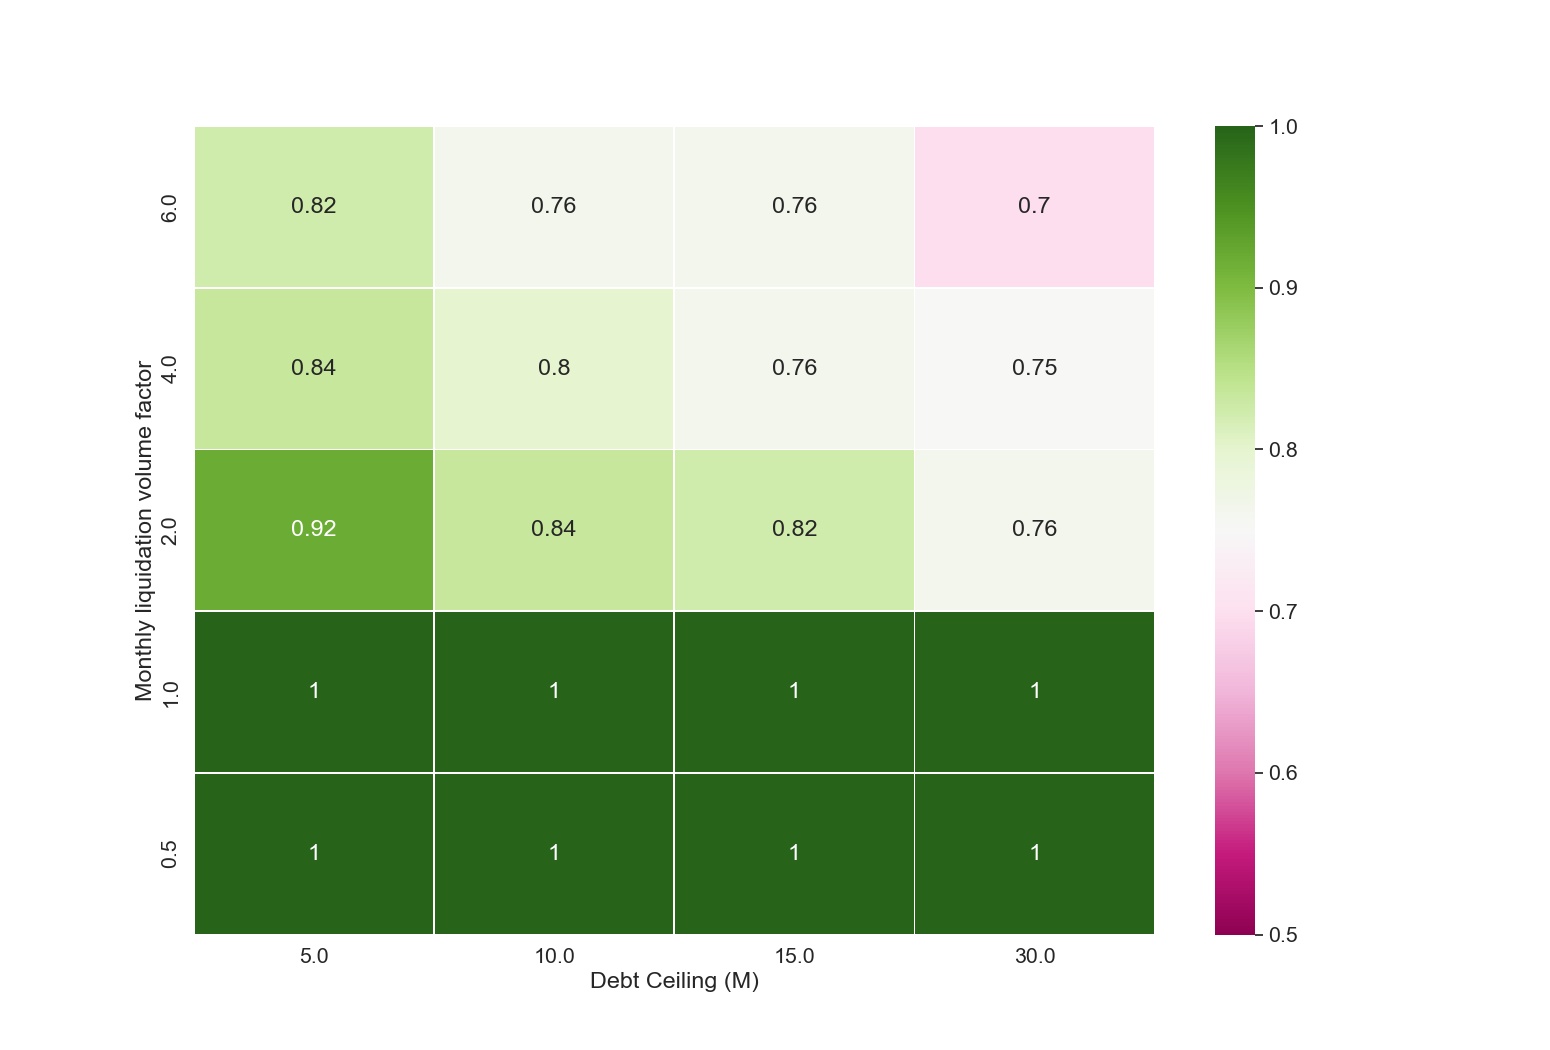 Monthly liquidation volume factor
6.0 0.82 0.76 0.76 0.7
4.0 0.84 0.8 0.76 0.75
2.0 0.92 0.84 0.82 0.76
1.0 1 1 1 1
0.5 1 1 1 1
5.0 10.0 15.0 30.0
Debt Ceiling (M)
1.0
0.9
0.8
0.7
0.6
0.5